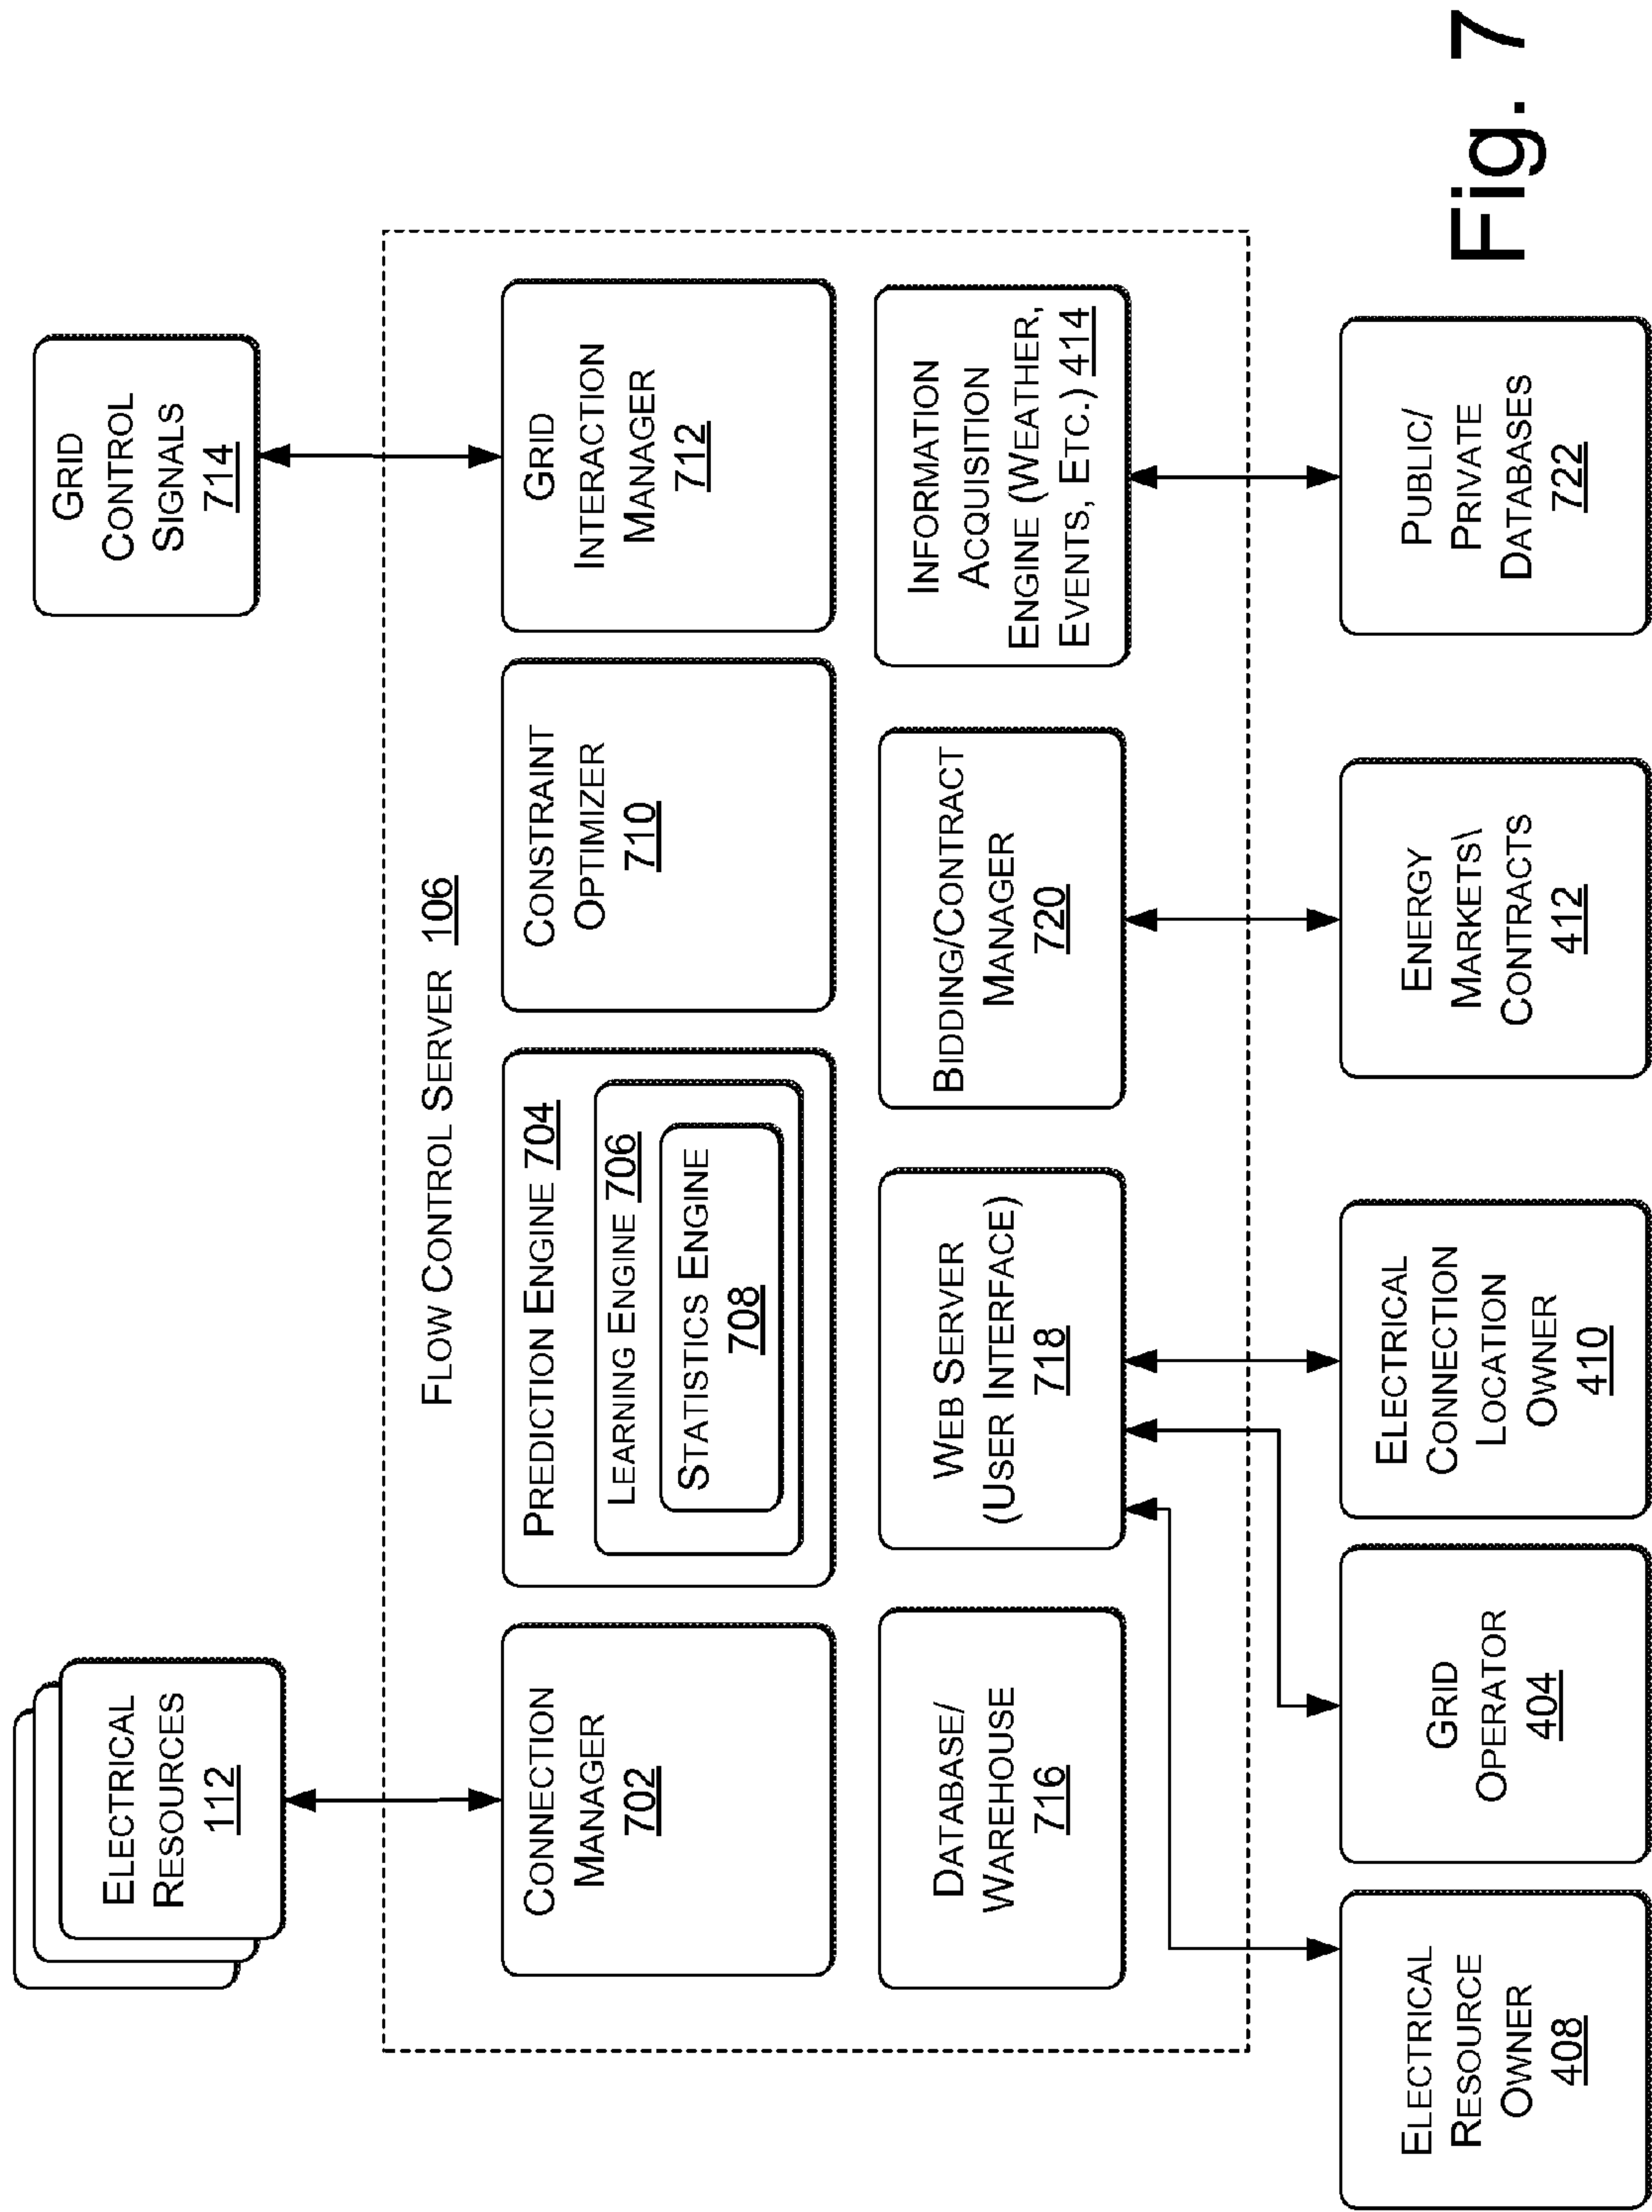 ELECTRICAL
RESOURCES
112
GRID
CONTROL
SIGNALS
714
FLOW CONTROL SERVER 106
CONNECTION
MANAGER
702
PREDICTION ENGINE 704
LEARNING ENGINE 706
STATISTICS ENGINE
708
CONSTRAINT
OPTIMIZER
710
GRID
INTERACTION
MANAGER
712
DATABASE/
WAREHOUSE
716
WEB SERVER
(USER INTERFACE)
718
BIDDING/CONTRACT
MANAGER
720
INFORMATION
ACQUISITION
ENGINE (WEATHER,
EVENTS, ETC.) 414
ELECTRICAL
RESOURCE
OWNER
408
GRID
OPERATOR
404
ELECTRICAL
CONNECTION
LOCATION
OWNER
410
ENERGY
MARKETS\
CONTRACTS
412
PUBLIC/
PRIVATE
DATABASES
722
Fig. 7